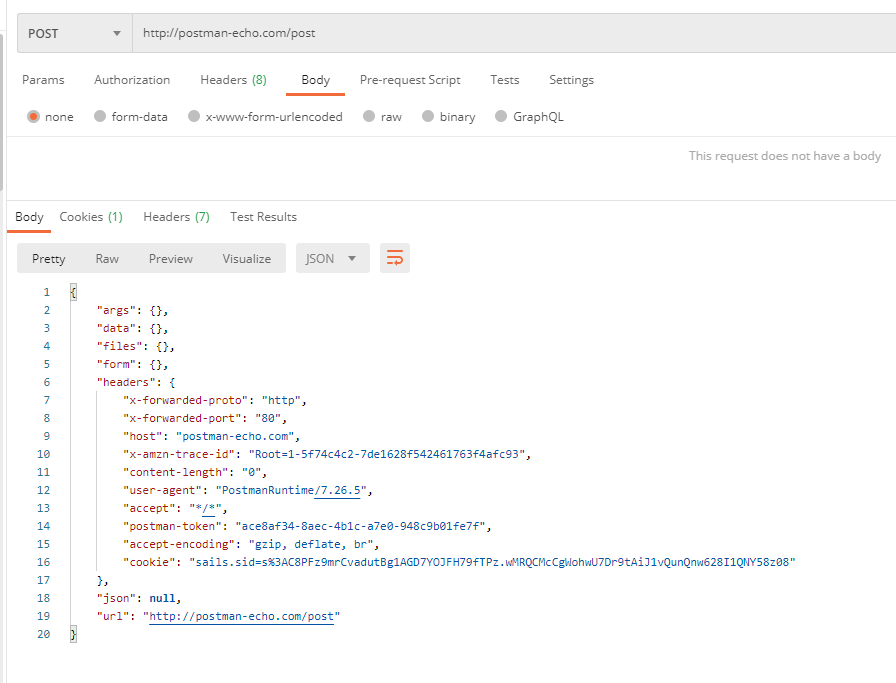 POST http://postman-echo.com/post
Params Authorization Headers (8) Body Pre-request Script Tests Settings
none form-data x-www-form-urlencoded raw binary GraphQL
This request does not have a body
Body Cookies (1) Headers (7) Test Results
Pretty Raw Preview Visualize JSON
1 {
2 "args": {},
3 "data": {},
4 "files": {},
5 "form": {},
6 "headers": {
7 "x-forwarded-proto": "http",
8 "x-forwarded-port": "80",
9 "host": "postman-echo.com",
10 "x-amzn-trace-id": "Root=1-5f74c4c2-7de1628f542461763f4afc93",
11 "content-length": "0",
12 "user-agent": "PostmanRuntime/7.26.5",
13 "accept": "*/*",
14 "postman-token": "ace8af34-8aec-4b1c-a7e0-948c9b01fe7f",
15 "accept-encoding": "gzip, deflate, br",
16 "cookie": "sails.sid=s%3AC8PFz9mrCvadutBg1AGD7YOJFH79fTPz.wMRQCMcCgWohwU7Dr9tAiJ1vQunQnw628I1QNY58z08"
17 },
18 "json": null,
19 "url": "http://postman-echo.com/post"
20 }